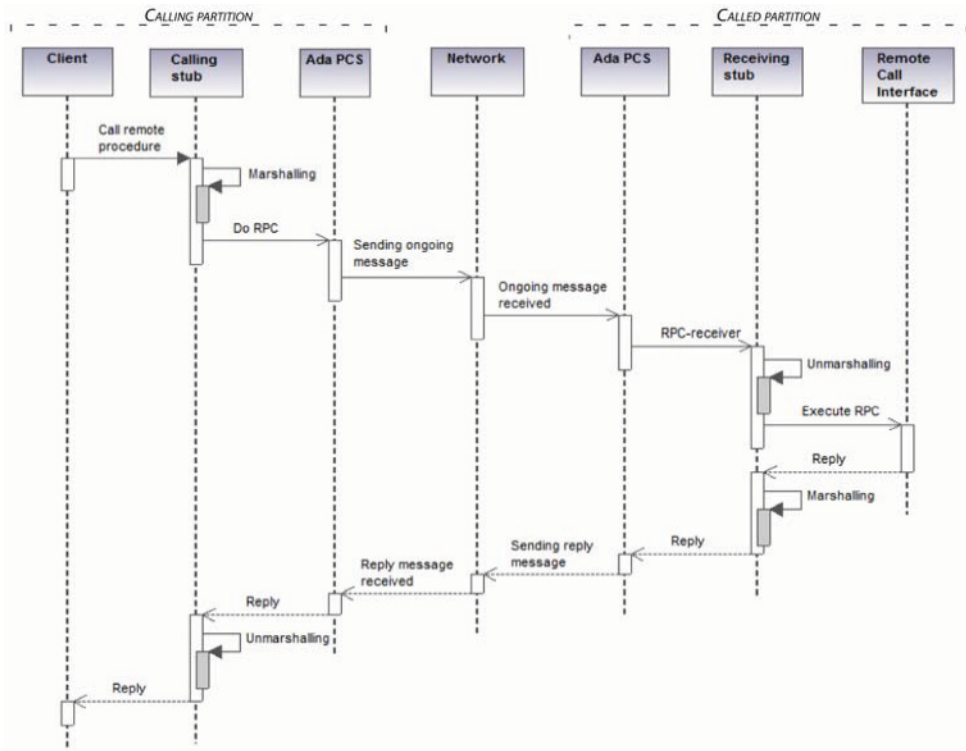 CALLING PARTITION
CALLED PARTITION
Client
Calling
stub
Ada PCS
Network
Ada PCS
Receiving
stub
Remote
Call
Interface
Call remote
procedure
Marshalling
Do RPC
Sending ongoing
message
Ongoing message
received
RPC-receiver
Unmarshalling
Execute RPC
Reply
Marshalling
Reply
Sending reply
message
Reply message
received
Reply
Unmarshalling
Reply